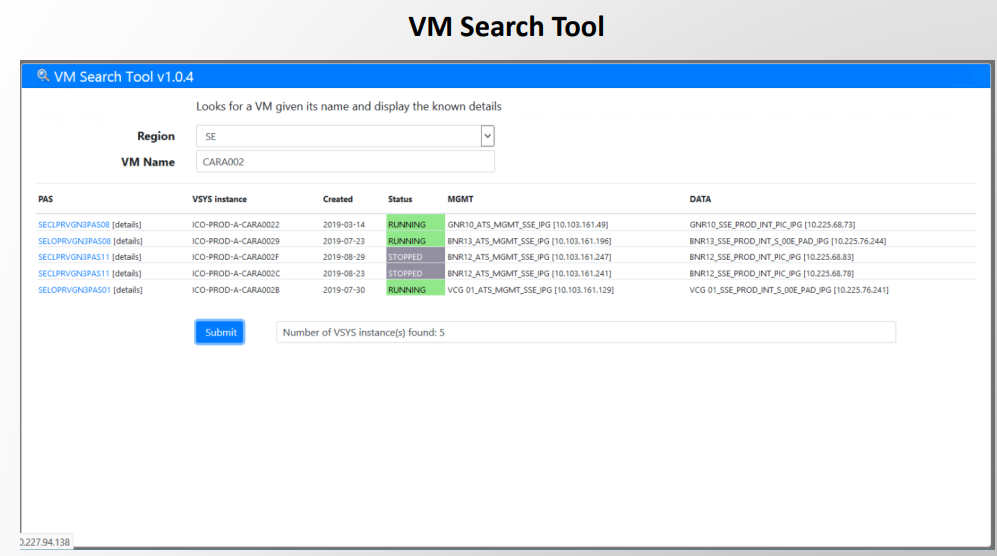 VM Search Tool
VM Search Tool v1.0.4
Looks for a VM given its name and display the known details
Region SE
VM Name CARA002
PAS VSYS instance Created Status MGMT DATA
SECLPRVGN3PAS08 [details] ICO-PROD-A-CARA0022 2019-03-14 RUNNING GNR10_ATS_MGMT_SSE_IPG [10.103.161.49] GNR10_SSE_PROD_INT_PIC_IPG [10.225.68.73]
SELOPRVGN3PAS08 [details] ICO-PROD-A-CARA0029 2019-07-23 RUNNING BNR13_ATS_MGMT_SSE_IPG [10.103.161.196] BNR13_SSE_PROD_INT_S_00E_PAD_IPG [10.225.76.244]
SECLPRVGN3PAS11 [details] ICO-PROD-A-CARA002F 2019-08-29 STOPPED BNR12_ATS_MGMT_SSE_IPG [10.103.161.247] BNR12_SSE_PROD_INT_PIC_IPG [10.225.68.83]
SECLPRVGN3PAS11 [details] ICO-PROD-A-CARA002C 2019-08-23 STOPPED BNR12_ATS_MGMT_SSE_IPG [10.103.161.241] BNR12_SSE_PROD_INT_PIC_IPG [10.225.68.78]
SELOPRVGN3PAS01 [details] ICO-PROD-A-CARA002B 2019-07-30 RUNNING VCG 01_ATS_MGMT_SSE_IPG [10.103.161.129] VCG 01_SSE_PROD_INT_S_00E_PAD_IPG [10.225.76.241]
Submit Number of VSYS instance(s) found: 5
0.227.94.138